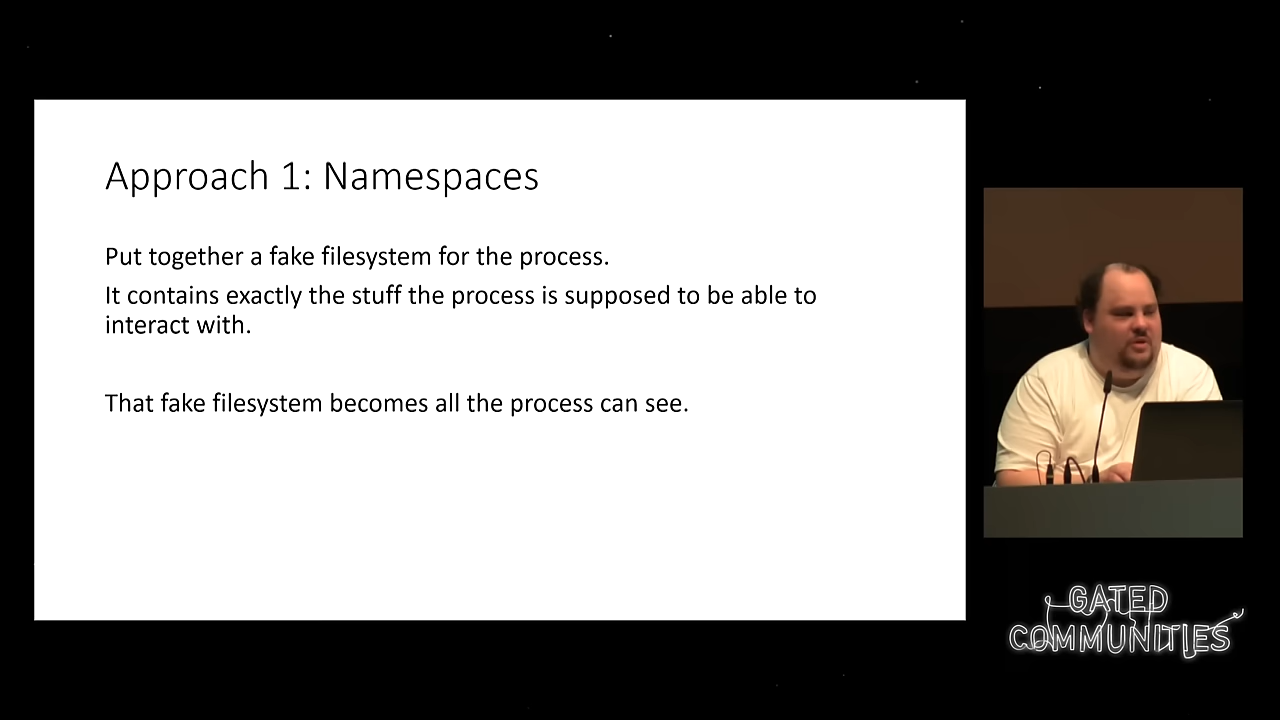 Approach 1: Namespaces
Put together a fake filesystem for the process.
It contains exactly the stuff the process is supposed to be able to
interact with.
That fake filesystem becomes all the process can see.
GATED
COMMUNITIES